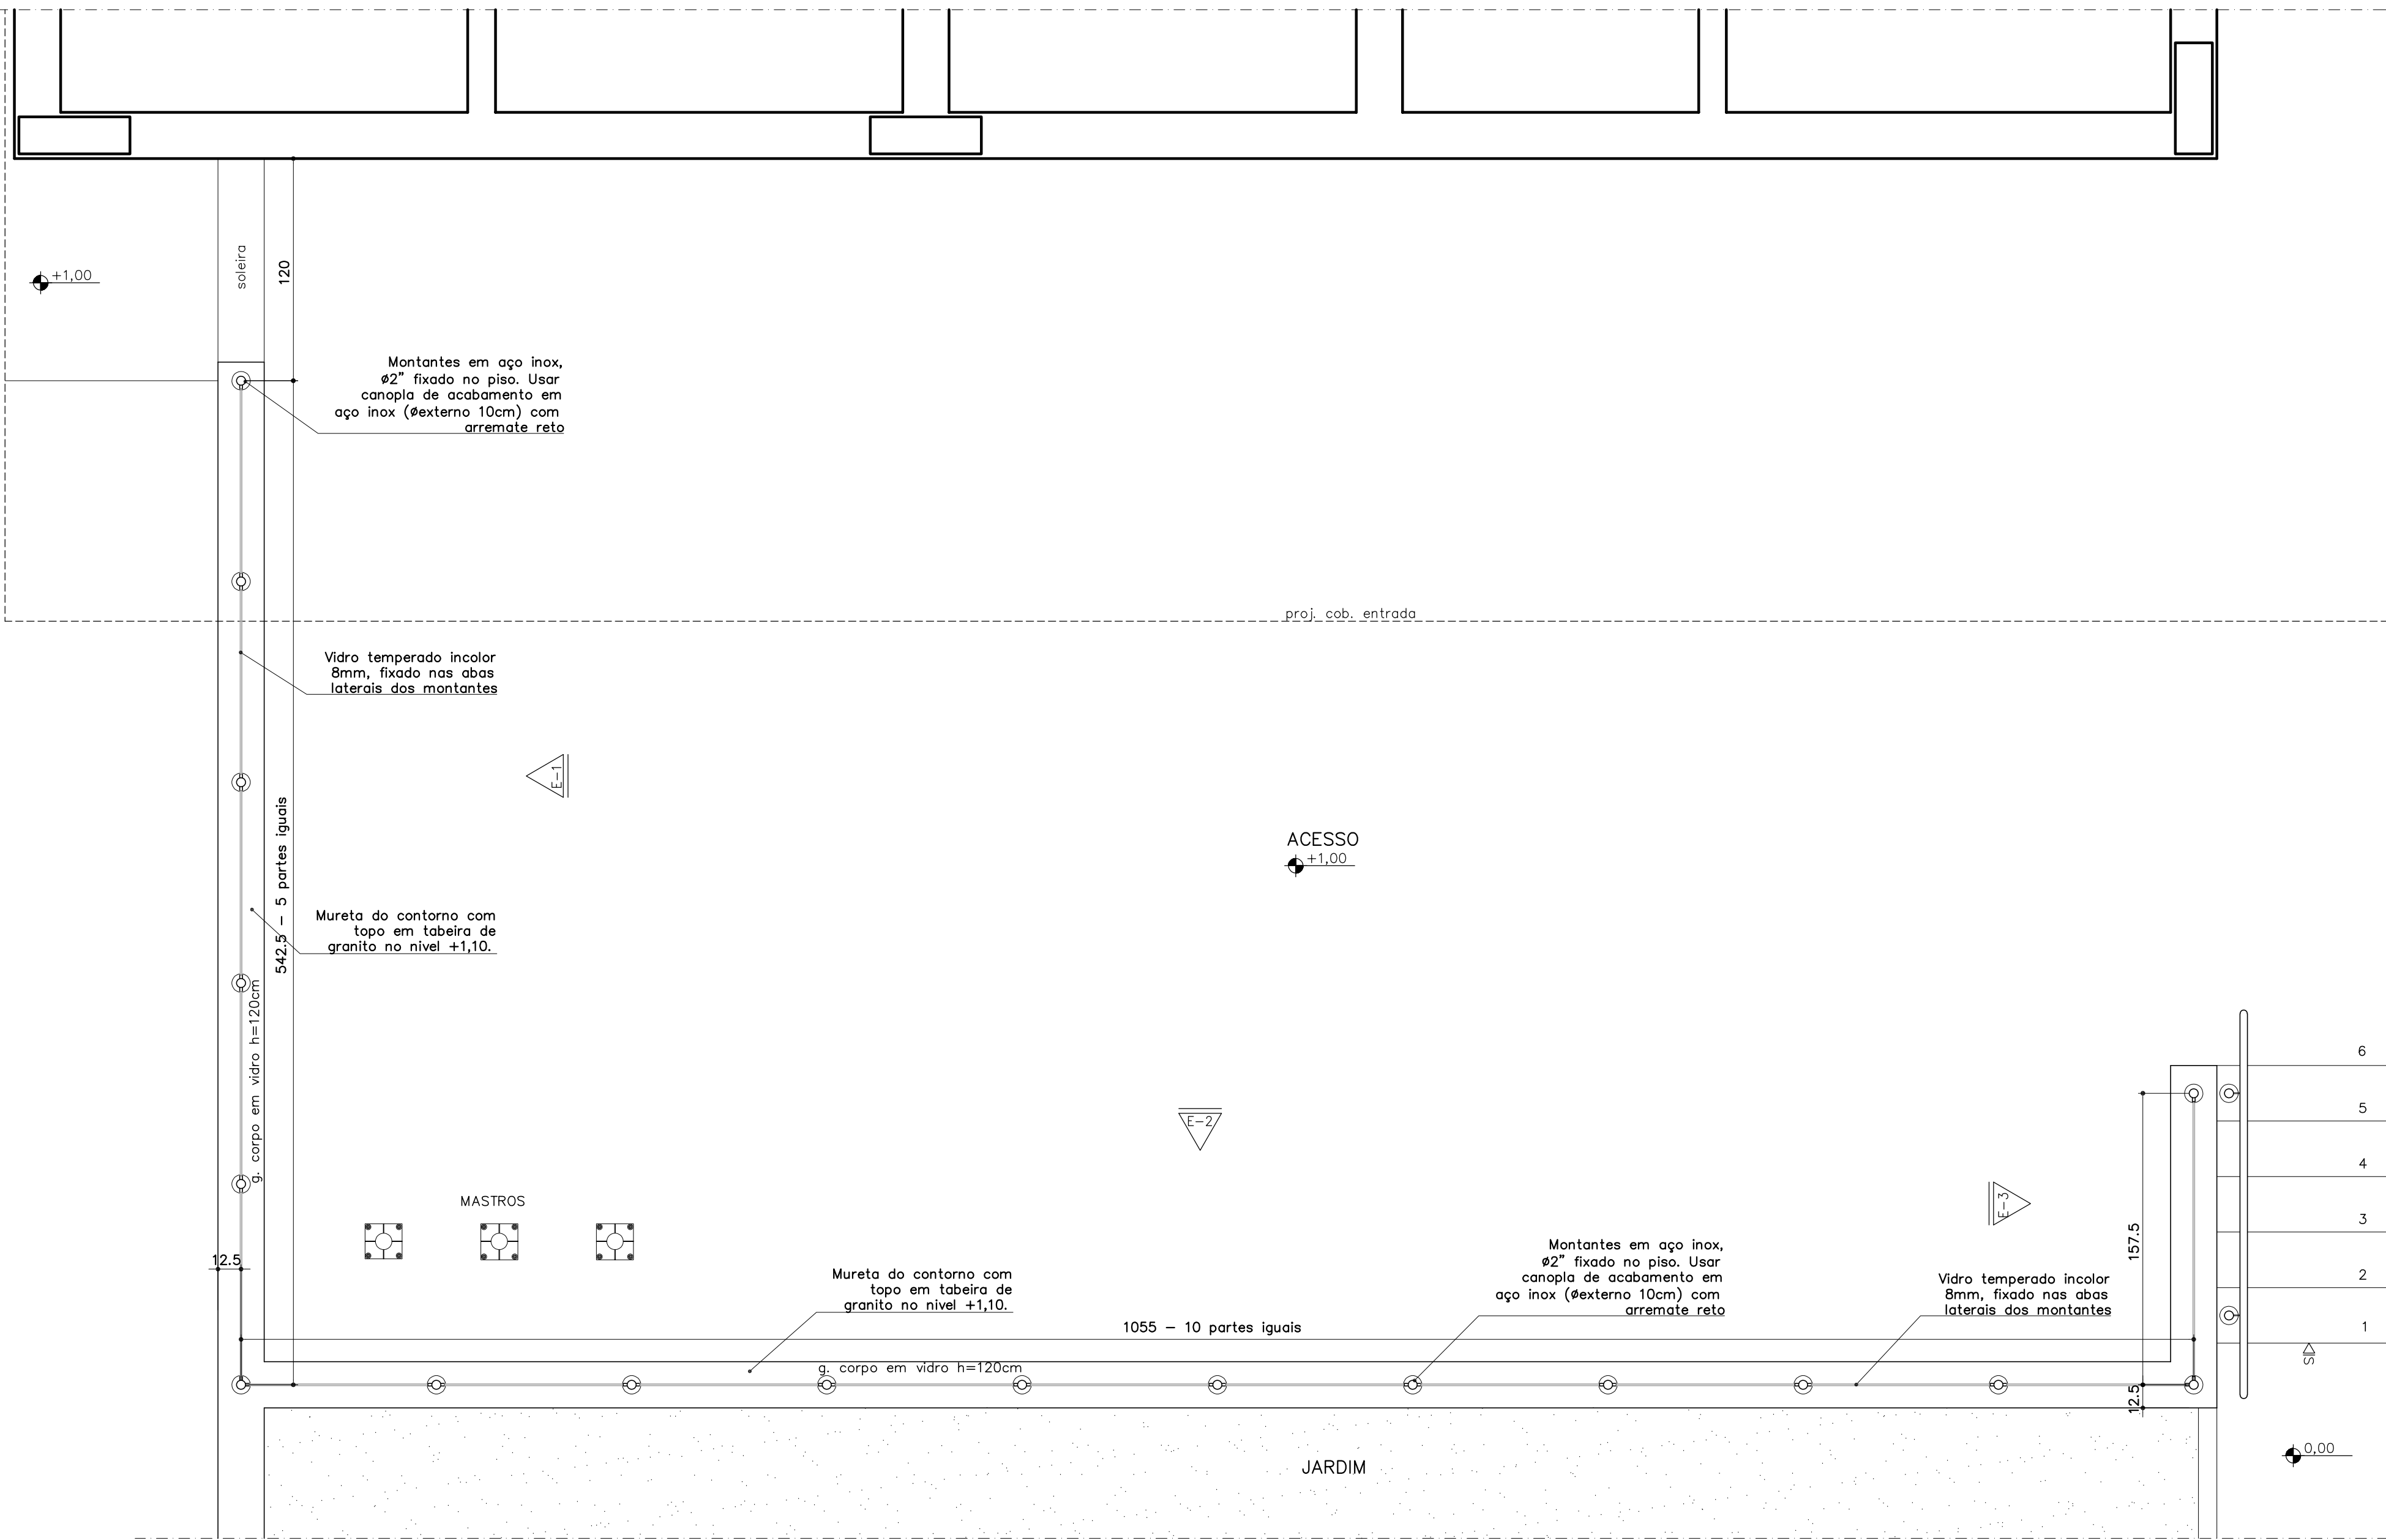 soleira
120
+1,00
Montantes em aço inox,
ø2" fixado no piso. Usar
canopla de acabamento em
aço inox (øexterno 10cm) com
arremate reto
proj. cob. entrada
Vidro temperado incolor
8mm, fixado nas abas
laterais dos montantes
E-1
542.5 - 5 partes iguais
ACESSO
+1,00
Mureta do contorno com
topo em tabeira de
granito no nivel +1,10.
g. corpo em vidro h=120cm
E-2
6
5
4
3
2
1
S
MASTROS
E-3
157.5
12.5
Mureta do contorno com
topo em tabeira de
granito no nivel +1,10.
Montantes em aço inox,
ø2" fixado no piso. Usar
canopla de acabamento em
aço inox (øexterno 10cm) com
arremate reto
Vidro temperado incolor
8mm, fixado nas abas
laterais dos montantes
1055 - 10 partes iguais
g. corpo em vidro h=120cm
12.5
JARDIM
0,00